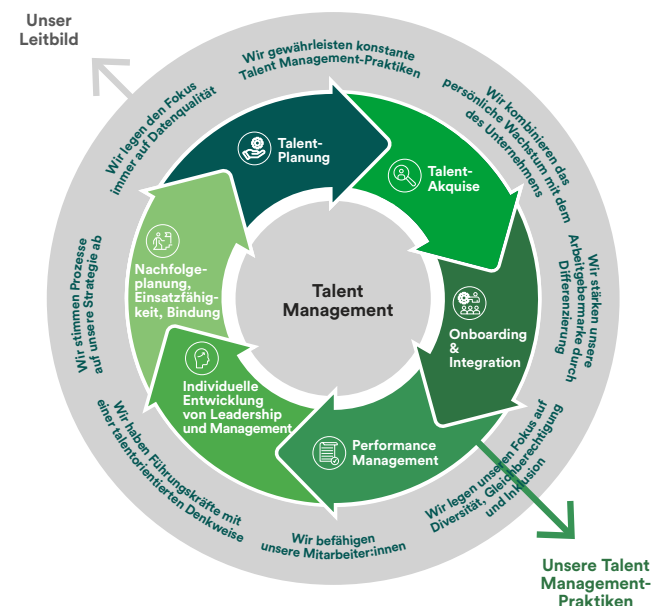 Unser
Leitbild
Wir gewährleisten konstante
Talent Management-Praktiken
Wir kombinieren das
persönliche Wachstum mit dem
des Unternehmens
Wir stärken unsere
Arbeitgebermarke durch
Differenzierung
Wir legen unseren Fokus auf
Diversität, Gleichberechtigung
und Inklusion
Wir befähigen
unsere Mitarbeiter:innen
Wir haben Führungskräfte mit
einer talentorientierten Denkweise
Wir stimmen Prozesse
auf unsere Strategie ab
Wir legen den Fokus
immer auf Datenqualität
Talent-
Planung
Talent-
Akquise
Onboarding
&
Integration
Performance
Management
Individuelle
Entwicklung
von Leadership
und Management
Nachfolge-
planung,
Einsatzfähig-
keit, Bindung
Talent
Management
Unsere Talent
Management-
Praktiken